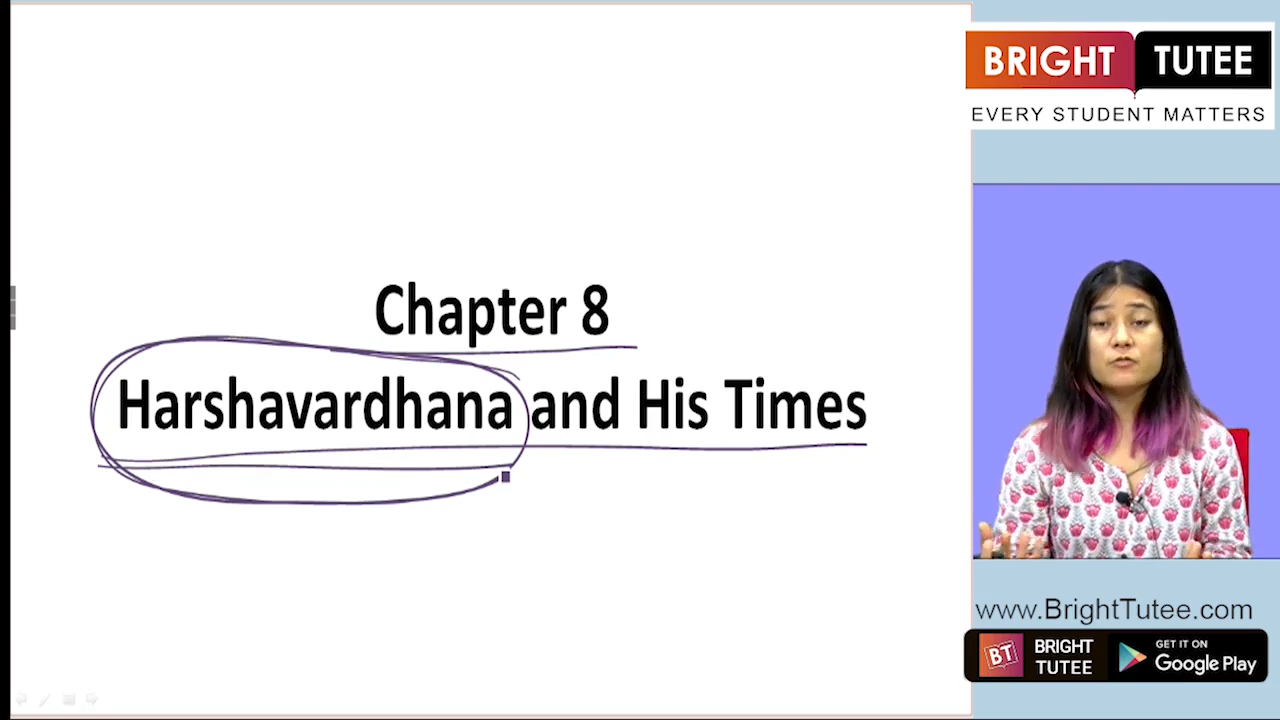 Chapter 8
Harshavardhana and His Times
BRIGHT TUTEE
EVERY STUDENT MATTERS
www.BrightTutee.com
BT
BRIGHT
TUTEE
GET IT ON
Google Play